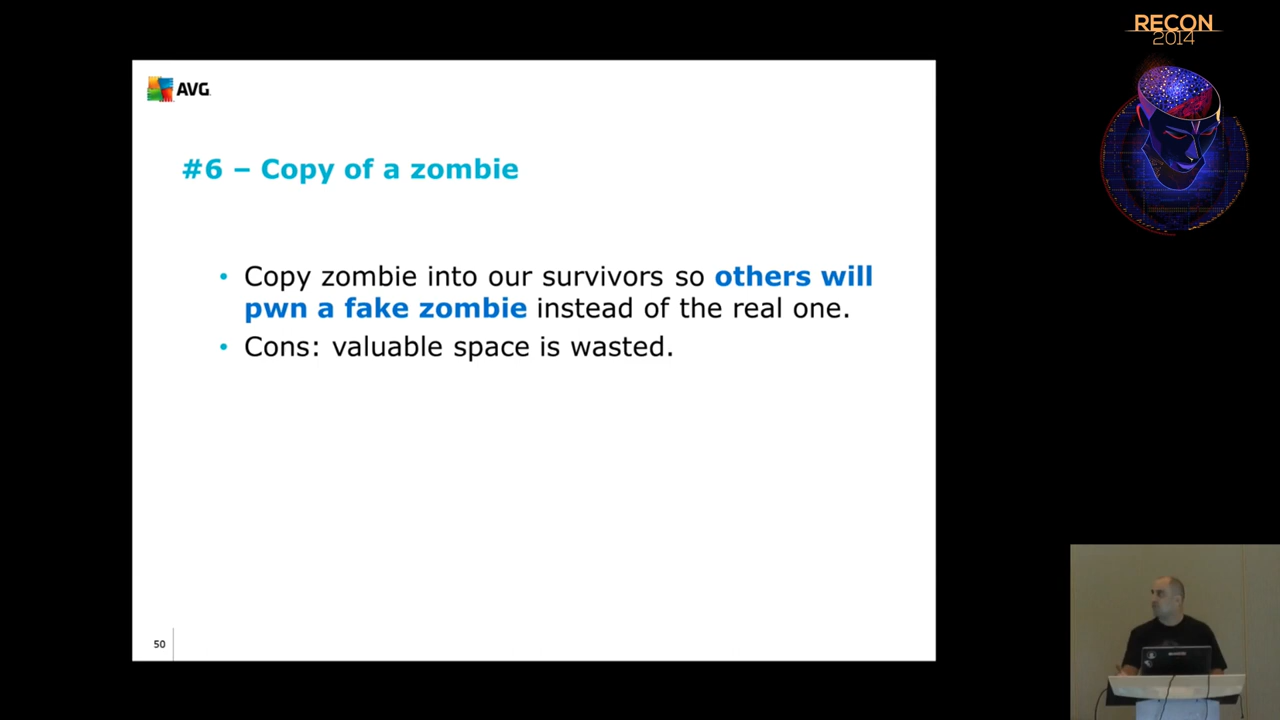 RECON
2014
AVG
#6 – Copy of a zombie
• Copy zombie into our survivors so others will
pwn a fake zombie instead of the real one.
• Cons: valuable space is wasted.
50